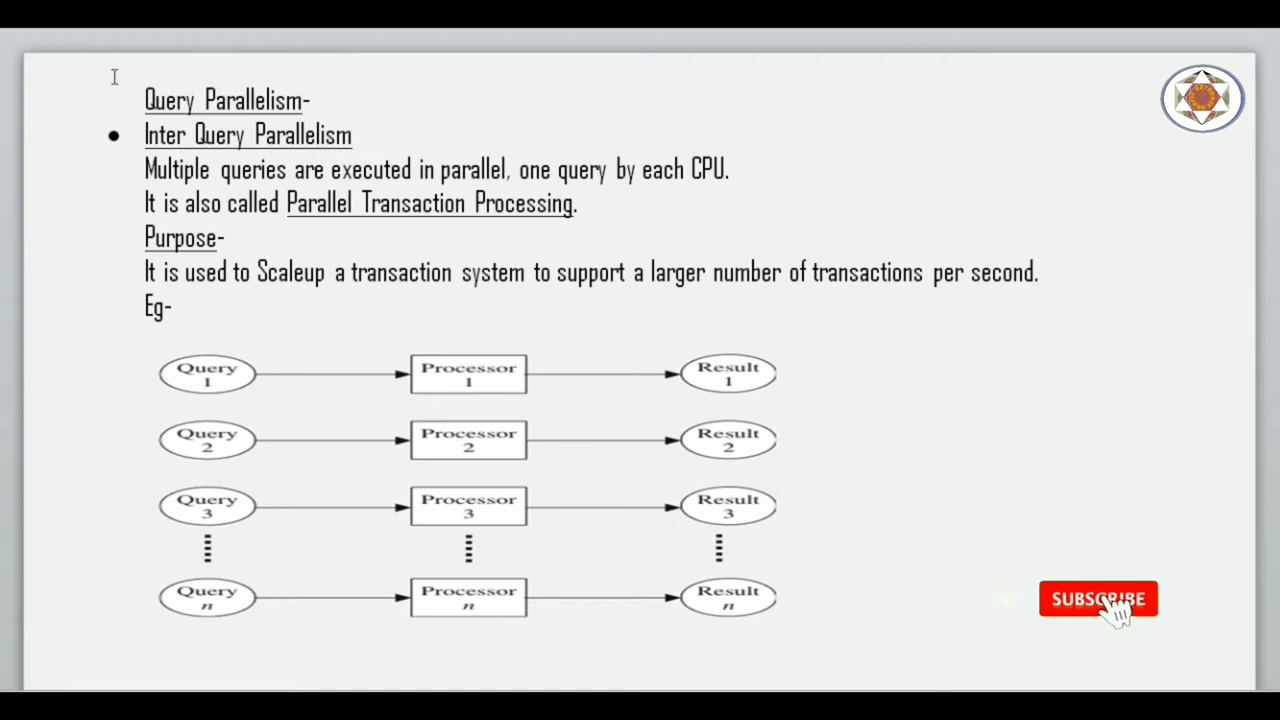 Query Parallelism-
● Inter Query Parallelism
Multiple queries are executed in parallel, one query by each CPU.
It is also called Parallel Transaction Processing.
Purpose-
It is used to Scaleup a transaction system to support a larger number of transactions per second.
Eg-
Query 1 Processor 1 Result 1
Query 2 Processor 2 Result 2
Query 3 Processor 3 Result 3
Query n Processor n Result n
SUBSCRIBE